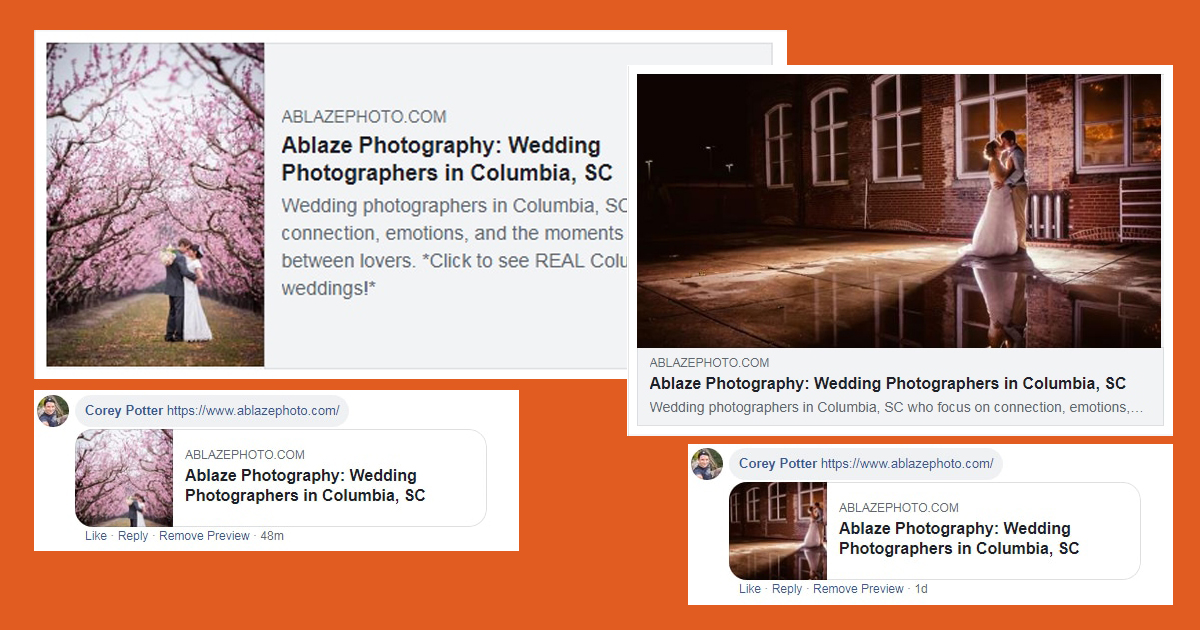 ABLAZEPHOTO.COM
Ablaze Photography: Wedding
Photographers in Columbia, SC
Wedding photographers in Columbia, SC
connection, emotions, and the moments
between lovers. *Click to see REAL Colu
weddings!*
ABLAZEPHOTO.COM
Ablaze Photography: Wedding Photographers in Columbia, SC
Wedding photographers in Columbia, SC who focus on connection, emotions,...
Corey Potter https://www.ablazephoto.com/
ABLAZEPHOTO.COM
Ablaze Photography: Wedding
Photographers in Columbia, SC
Like · Reply · Remove Preview · 48m
Corey Potter https://www.ablazephoto.com/
ABLAZEPHOTO.COM
Ablaze Photography: Wedding
Photographers in Columbia, SC
Like · Reply · Remove Preview · 1d